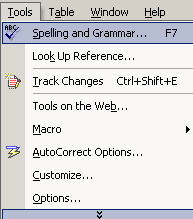 Tools Table Window Help
Spelling and Grammar... F7
Look Up Reference...
Track Changes Ctrl+Shift+E
Tools on the Web...
Macro
AutoCorrect Options...
Customize...
Options...